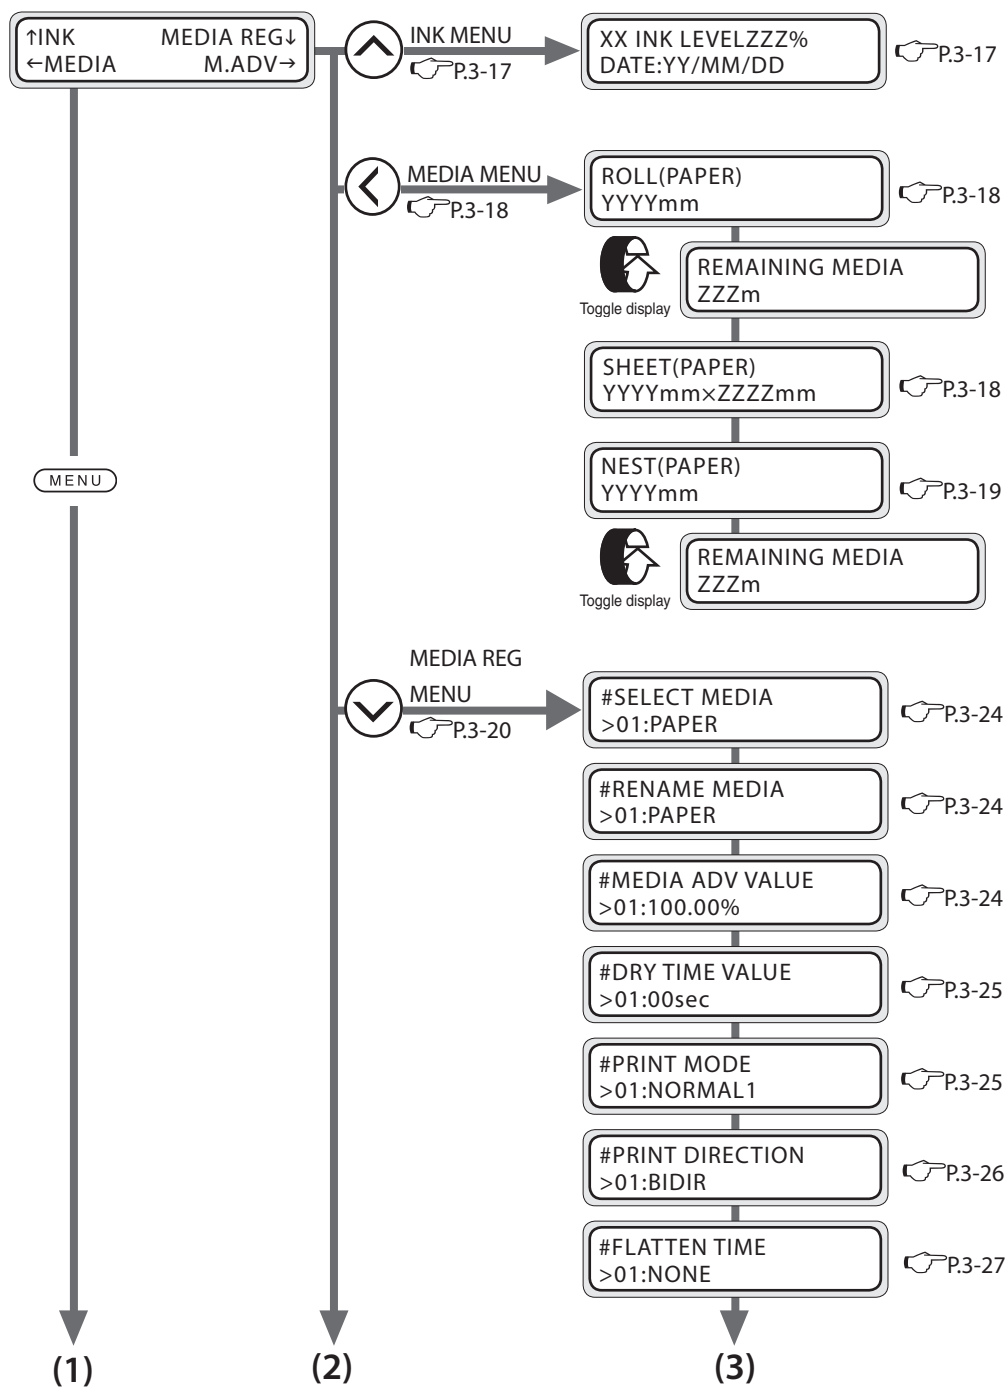 ↑INK MEDIA REG↓
←MEDIA M.ADV→
INK MENU
P.3-17
XX INK LEVELZZZ%
DATE:YY/MM/DD
P.3-17
MEDIA MENU
P.3-18
ROLL(PAPER)
YYYYmm
P.3-18
Toggle display
REMAINING MEDIA
ZZZm
SHEET(PAPER)
YYYYmm×ZZZZmm
P.3-18
MENU
NEST(PAPER)
YYYYmm
P.3-19
Toggle display
REMAINING MEDIA
ZZZm
MEDIA REG
MENU
P.3-20
#SELECT MEDIA
>01:PAPER
P.3-24
#RENAME MEDIA
>01:PAPER
P.3-24
#MEDIA ADV VALUE
>01:100.00%
P.3-24
#DRY TIME VALUE
>01:00sec
P.3-25
#PRINT MODE
>01:NORMAL1
P.3-25
#PRINT DIRECTION
>01:BIDIR
P.3-26
#FLATTEN TIME
>01:NONE
P.3-27
(1) (2) (3)